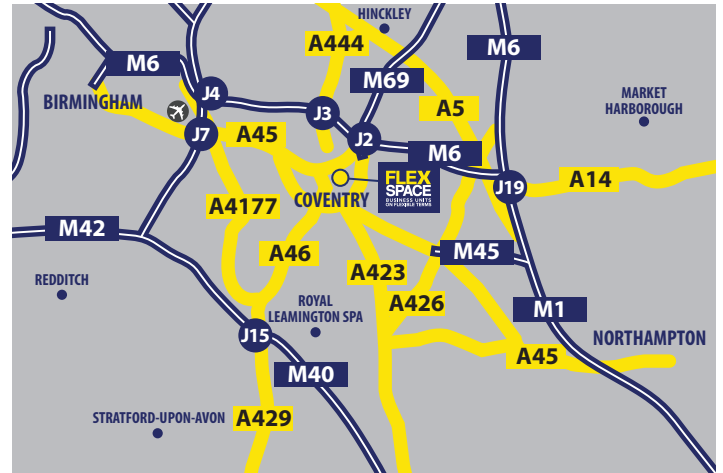 HINCKLEY
A444
M6
M6
M69
J4
BIRMINGHAM
A5
MARKET
HARBOROUGH
J3
J7
A45
J2
M6
A14
J19
FLEX
SPACE
BUSINESS UNITS
ON FLEXIBLE TERMS
COVENTRY
A4177
M42
A46
M45
A423
REDDITCH
A426
ROYAL
LEAMINGTON SPA
M1
J15
NORTHAMPTON
A45
M40
STRATFORD-UPON-AVON
A429